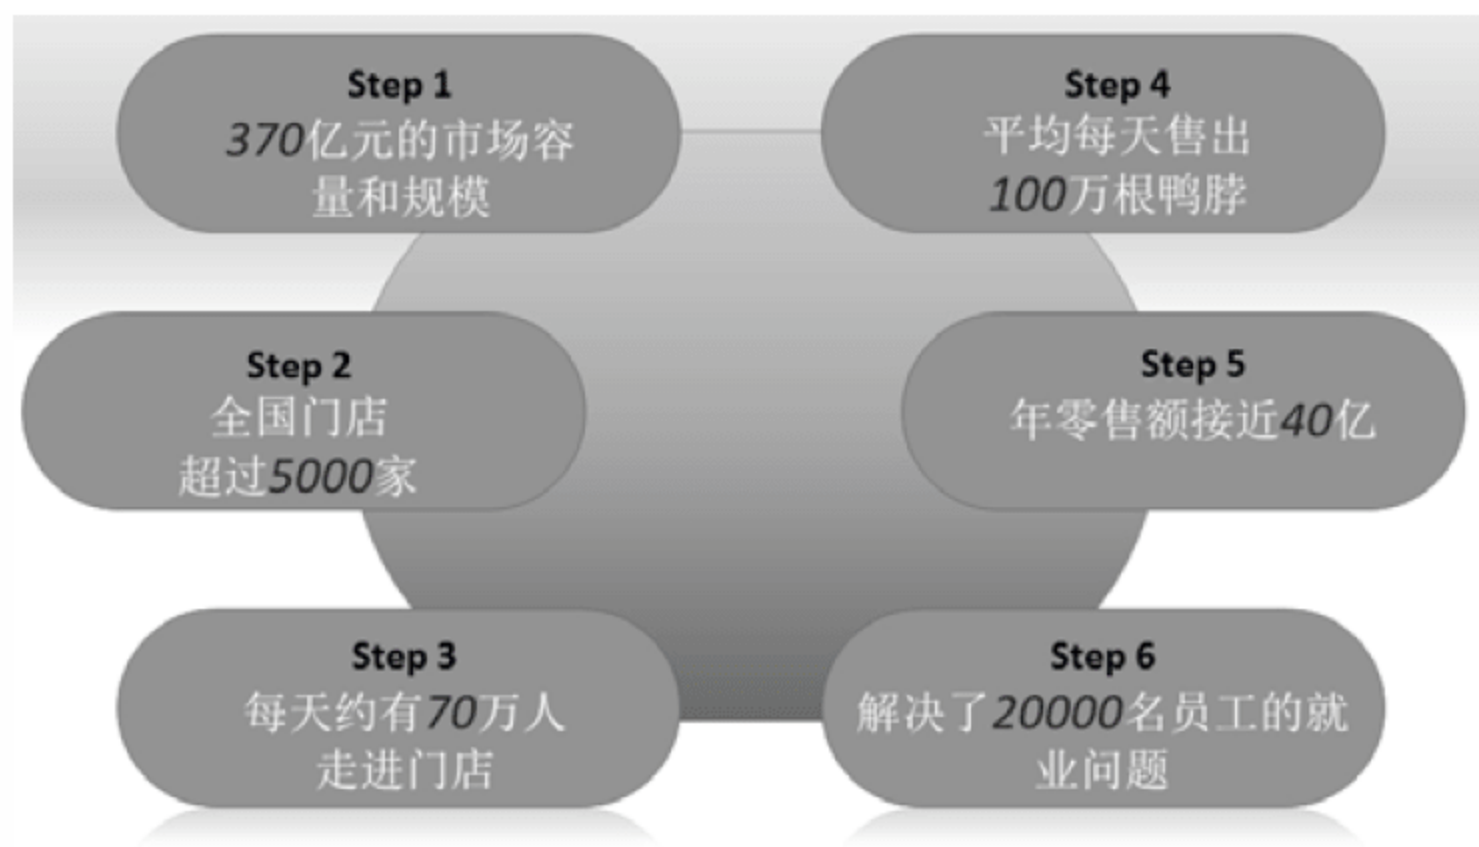 Step 1
370亿元的市场容
量和规模
Step 2
全国门店
超过5000家
Step 3
每天约有70万人
走进门店
Step 4
平均每天售出
100万根鸭脖
Step 5
年零售额接近40亿
Step 6
解决了20000名员工的就
业问题